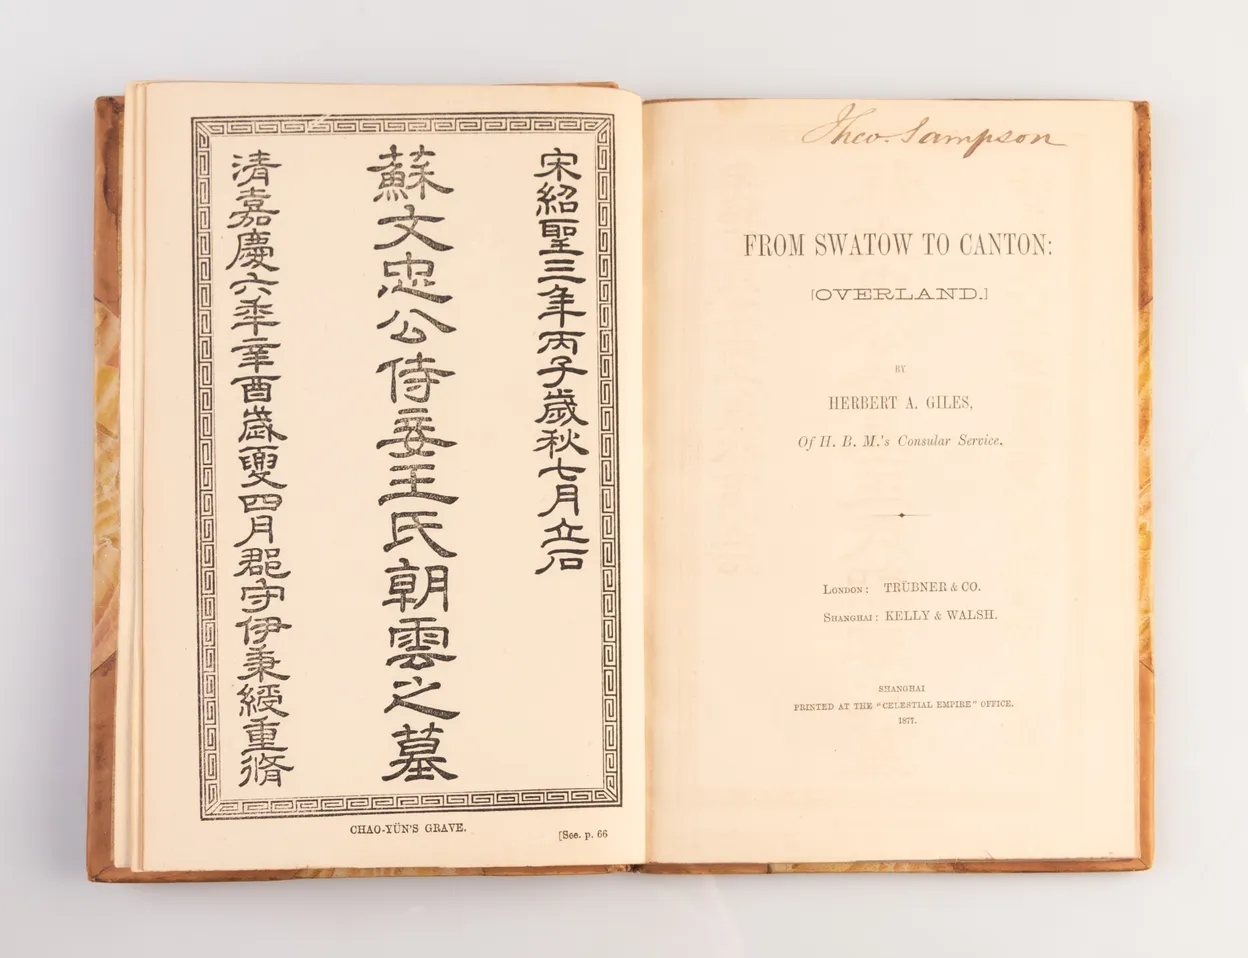 宋紹聖三年丙子歲秋七月立石
蘇文忠公侍妾王氏朝雲之墓
清嘉慶六年辛酉歲夏四月郡守伊秉綬重脩
CHAO-YÜN'S GRAVE.
[See. p. 66
Theo. Sampson
FROM SWATOW TO CANTON:
[OVERLAND.]
BY
HERBERT A. GILES,
Of H. B. M.'s Consular Service.
LONDON: TRÜBNER & CO.
SHANGHAI: KELLY & WALSH.
SHANGHAI
PRINTED AT THE "CELESTIAL EMPIRE" OFFICE.
1877.